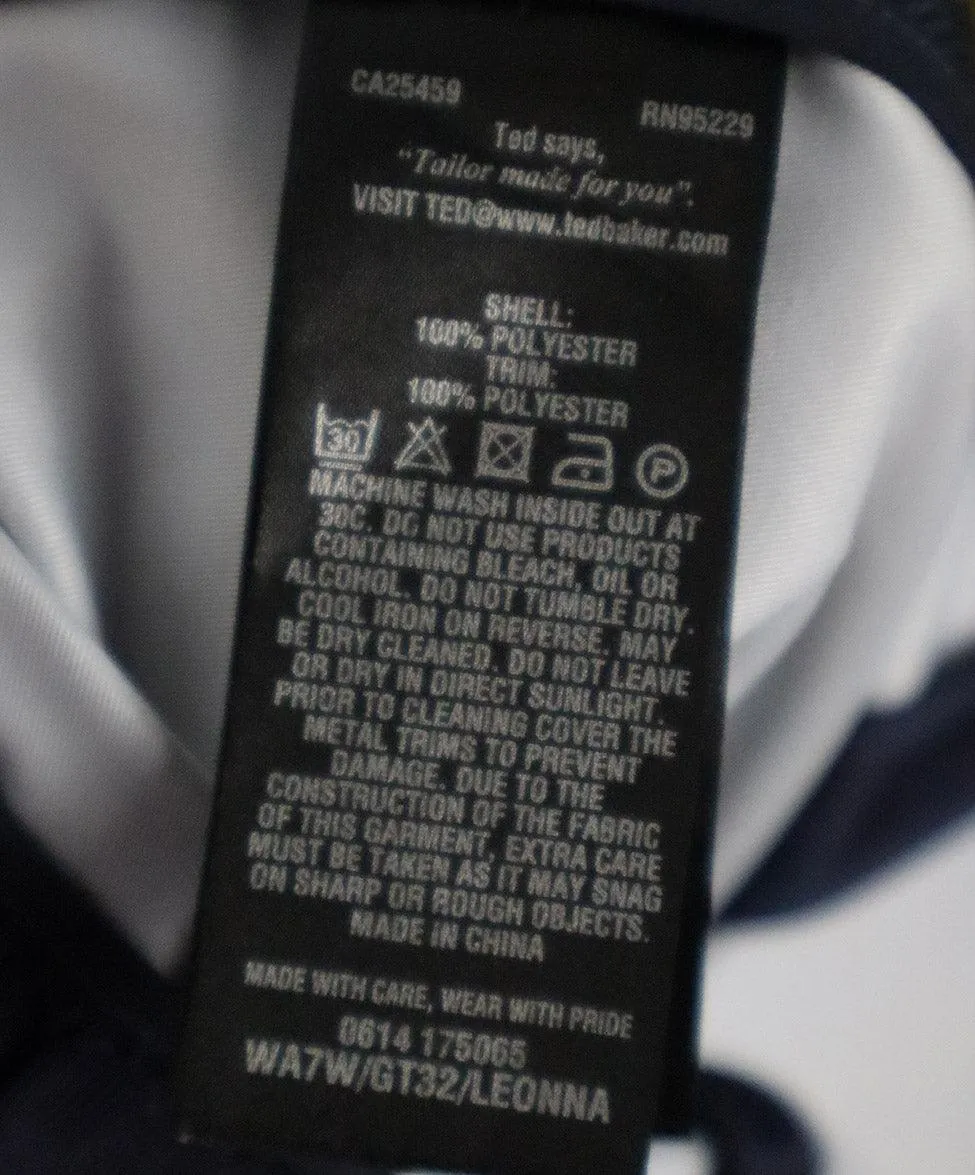 CA25459
RN95229
Ted says,
"Tailor made for you".
VISIT TED@www.tedbaker.com
SHELL:
100% POLYESTER
TRIM:
100% POLYESTER
30 P
MACHINE WASH INSIDE OUT AT
30C. DO NOT USE PRODUCTS
CONTAINING BLEACH, OIL OR
ALCOHOL. DO NOT TUMBLE DRY.
COOL IRON ON REVERSE. MAY
BE DRY CLEANED. DO NOT LEAVE
OR DRY IN DIRECT SUNLIGHT.
PRIOR TO CLEANING COVER THE
METAL TRIMS TO PREVENT
DAMAGE. DUE TO THE
CONSTRUCTION OF THE FABRIC
OF THIS GARMENT, EXTRA CARE
MUST BE TAKEN AS IT MAY SNAG
ON SHARP OR ROUGH OBJECTS.
MADE IN CHINA
MADE WITH CARE, WEAR WITH PRIDE
0614 175065
WA7W/GT32/LEONNA